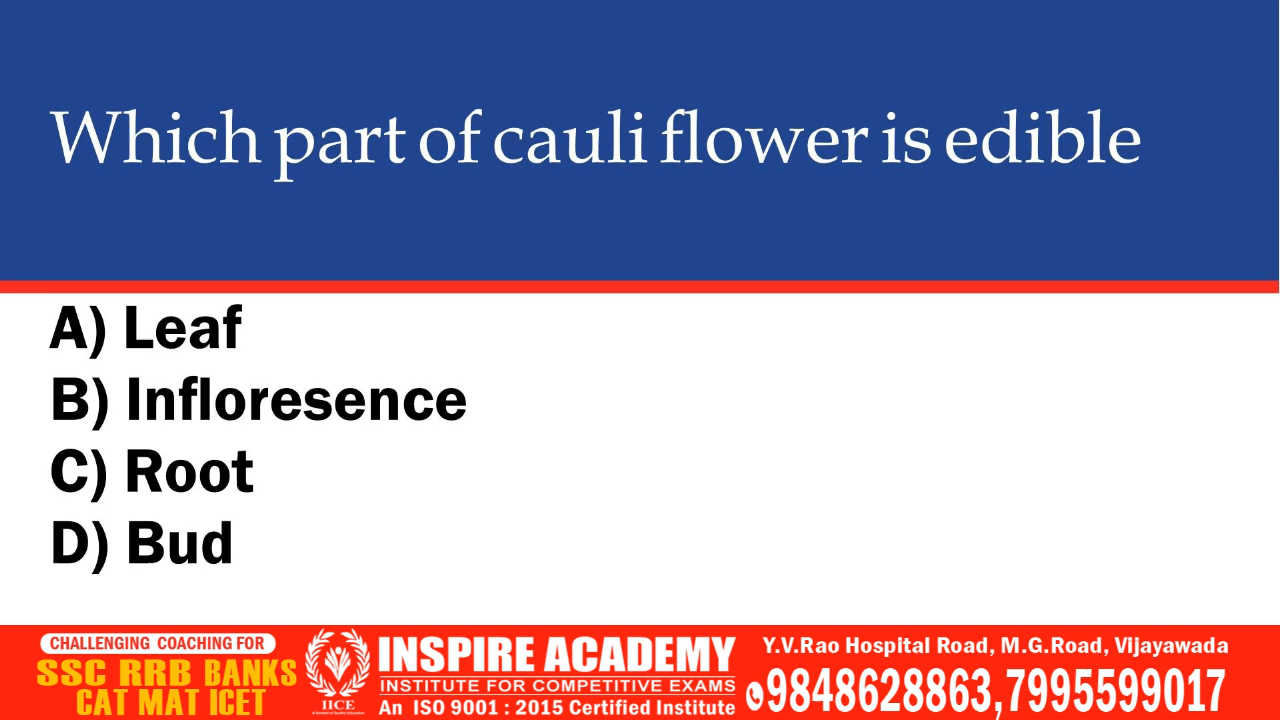 Which part of cauli flower is edible
A) Leaf
B) Infloresence
C) Root
D) Bud
CHALLENGING COACHING FOR
SSC RRB BANKS
CAT MAT ICET
IICE
INSPIRE ACADEMY
INSTITUTE FOR COMPETITIVE EXAMS
An ISO 9001 : 2015 Certified Institute
Y.V.Rao Hospital Road, M.G.Road, Vijayawada
9848628863,7995599017